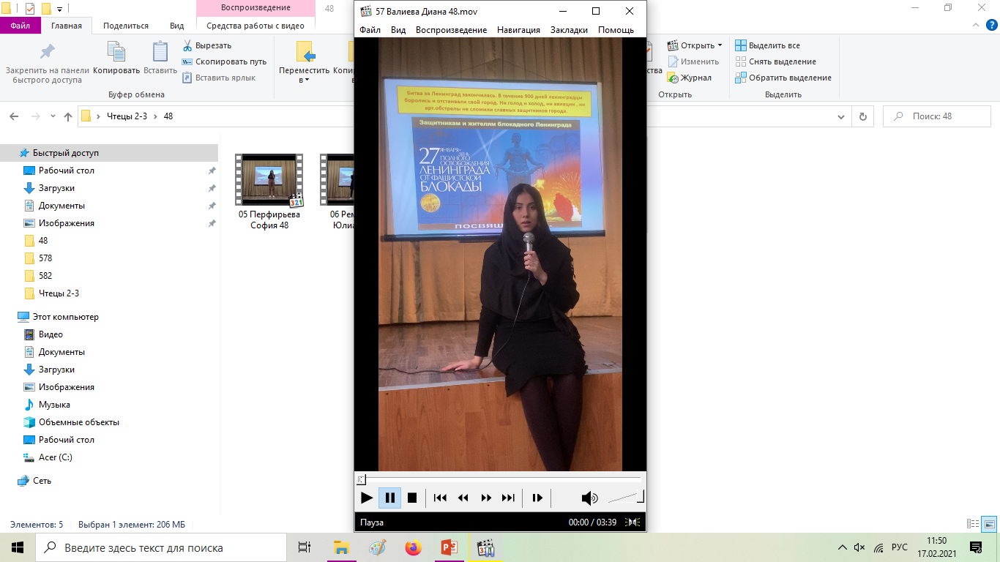 Воспроизведение
48
Файл
Главная
Поделиться
Вид
Средства работы с видео
Закрепить на панели
быстрого доступа
Копировать
Вставить
Вырезать
Скопировать путь
Вставить ярлык
Буфер обмена
Переместить
в
Открыть
Изменить
Журнал
Открыть
Выделить все
Снять выделение
Обратить выделение
Выделить
Чтецы 2-3
48
Поиск: 48
Быстрый доступ
Рабочий стол
Загрузки
Документы
Изображения
48
578
582
Чтецы 2-3
Этот компьютер
Видео
Документы
Загрузки
Изображения
Музыка
Объемные объекты
Рабочий стол
Acer (C:)
Сеть
321
05 Перфирьева
София 48
06 Рем
Юлиа
57 Валиева Диана 48.mov
Файл
Вид
Воспроизведение
Навигация
Закладки
Помощь
Битва за Ленинград закончилась. В течение 900 дней ленинградцы
боролись и отстаивали свой город. Ни голод и холод, ни авиация , ни
арт.обстрелы не сломили славных защитников города.
Защитникам и жителям блокадного Ленинграда
27 ЯНВАРЯ-
ДЕНЬ
ПОЛНОГО
ОСВОБОЖДЕНИЯ
ЛЕНИНГРАДА
ОТ ФАШИСТСКОЙ
БЛОКАДЫ
ПОСВЯЩ
Пауза
00:00 / 03:39
Элементов: 5
Выбран 1 элемент: 206 МБ
Введите здесь текст для поиска
РУС
11:50
17.02.2021